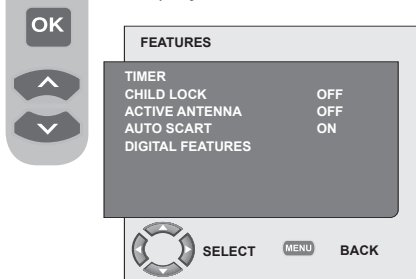 OK
FEATURES
TIMER
CHILD LOCK OFF
ACTIVE ANTENNA OFF
AUTO SCART ON
DIGITAL FEATURES
SELECT MENU BACK